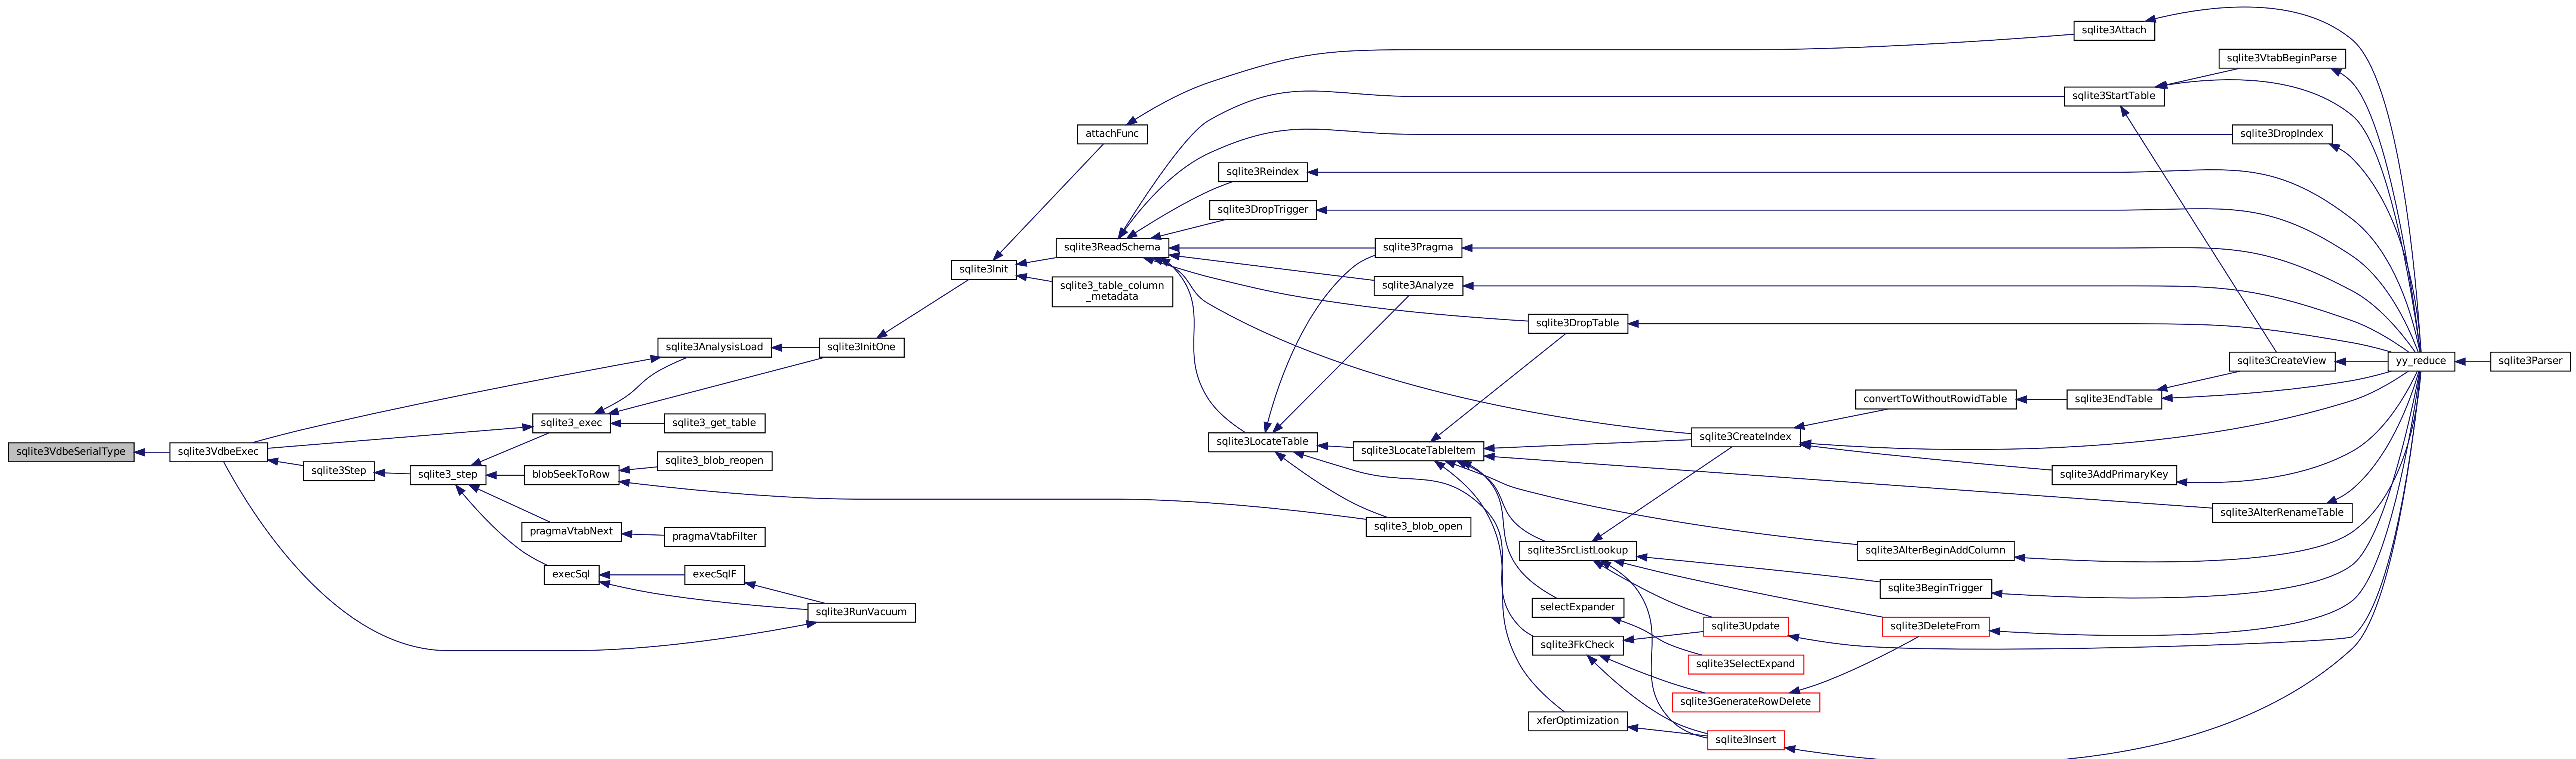 sqlite3Attach
sqlite3VtabBeginParse
sqlite3StartTable
attachFunc
sqlite3DropIndex
sqlite3Reindex
sqlite3DropTrigger
sqlite3ReadSchema
sqlite3Pragma
sqlite3Init
sqlite3_table_column
_metadata
sqlite3Analyze
sqlite3DropTable
sqlite3AnalysisLoad
sqlite3InitOne
sqlite3CreateView
yy_reduce
sqlite3Parser
convertToWithoutRowidTable
sqlite3EndTable
sqlite3_exec
sqlite3_get_table
sqlite3CreateIndex
sqlite3LocateTable
sqlite3LocateTableItem
sqlite3VdbeSerialType
sqlite3VdbeExec
sqlite3_blob_reopen
sqlite3Step
sqlite3_step
blobSeekToRow
sqlite3AddPrimaryKey
sqlite3AlterRenameTable
sqlite3_blob_open
pragmaVtabNext
pragmaVtabFilter
sqlite3SrcListLookup
sqlite3AlterBeginAddColumn
execSql
execSqlF
sqlite3BeginTrigger
selectExpander
sqlite3RunVacuum
sqlite3Update
sqlite3DeleteFrom
sqlite3FkCheck
sqlite3SelectExpand
sqlite3GenerateRowDelete
xferOptimization
sqlite3Insert